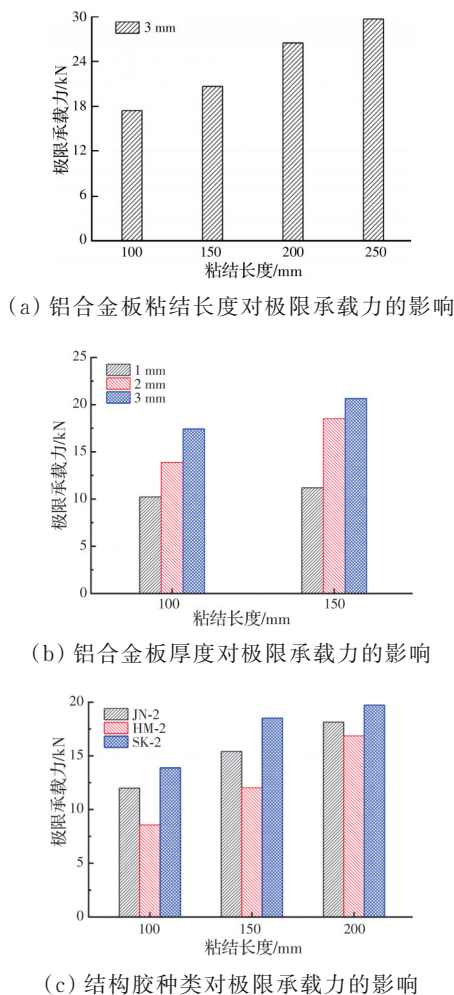 30
24
18
12
6
0
极限承载力/kN
3 mm
100 150 200 250
粘结长度/mm
(a) 铝合金板粘结长度对极限承载力的影响
25
20
15
10
5
0
极限承载力/kN
1 mm
2 mm
3 mm
100 150
粘结长度/mm
(b) 铝合金板厚度对极限承载力的影响
20
15
10
5
0
极限承载力/kN
JN-2
HM-2
SK-2
100 150 200
粘结长度/mm
(c) 结构胶种类对极限承载力的影响